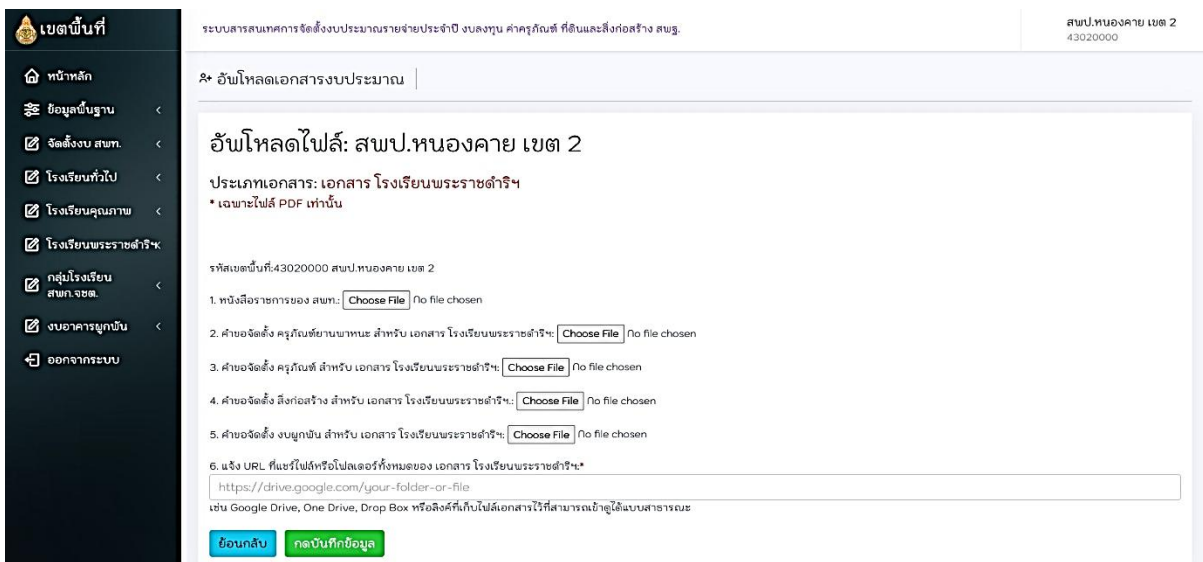 เขตพื้นที่
ระบบสารสนเทศการจัดตั้งงบประมาณรายจ่ายประจำปี งบลงทุน ค่าครุภัณฑ์ ที่ดินและสิ่งก่อสร้าง สพฐ.
สพป.หนองคาย เขต 2
43020000
หน้าหลัก
ข้อมูลพื้นฐาน
จัดตั้งงบ สพท.
โรงเรียนทั่วไป
โรงเรียนคุณภาพ
โรงเรียนพระราชดำริฯ
กลุ่มโรงเรียน
สพก.จชต.
งบอาคารผูกพัน
ออกจากระบบ
อัพโหลดเอกสารงบประมาณ
อัพโหลดไฟล์: สพป.หนองคาย เขต 2
ประเภทเอกสาร: เอกสาร โรงเรียนพระราชดำริฯ
* เฉพาะไฟล์ PDF เท่านั้น
รหัสเขตพื้นที่:43020000 สพป.หนองคาย เขต 2
1. หนังสือราชการของ สพท.: Choose File No file chosen
2. คำขอจัดตั้ง ครุภัณฑ์ยานพาหนะ สำหรับ เอกสาร โรงเรียนพระราชดำริฯ: Choose File No file chosen
3. คำขอจัดตั้ง ครุภัณฑ์ สำหรับ เอกสาร โรงเรียนพระราชดำริฯ: Choose File No file chosen
4. คำขอจัดตั้ง สิ่งก่อสร้าง สำหรับ เอกสาร โรงเรียนพระราชดำริฯ.: Choose File No file chosen
5. คำขอจัดตั้ง งบผูกพัน สำหรับ เอกสาร โรงเรียนพระราชดำริฯ: Choose File No file chosen
6. แจ้ง URL ที่แชร์ไฟล์หรือโฟลเดอร์ทั้งหมดของ เอกสาร โรงเรียนพระราชดำริฯ:*
https://drive.google.com/your-folder-or-file
เช่น Google Drive, One Drive, Drop Box หรือลิงค์ที่เก็บไฟล์เอกสารไว้ที่สามารถเข้าดูได้แบบสาธารณะ
ย้อนกลับ
กดบันทึกข้อมูล